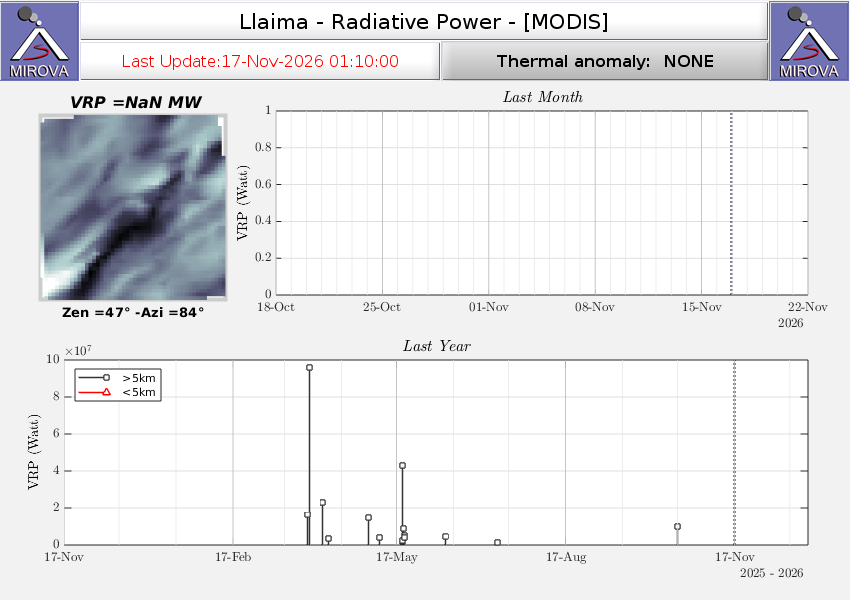 Llaima - Radiative Power - [MODIS]
MIROVA
Last Update:17-Nov-2026 01:10:00
Thermal anomaly: NONE
MIROVA
VRP =NaN MW
Zen =47° -Azi =84°
Last Month
VRP (Watt)
1
0.8
0.6
0.4
0.2
0
18-Oct
25-Oct
01-Nov
08-Nov
15-Nov
22-Nov
2026
Last Year
×10⁷
VRP (Watt)
10
8
6
4
2
0
>5km
<5km
17-Nov
17-Feb
17-May
17-Aug
17-Nov
2025 - 2026